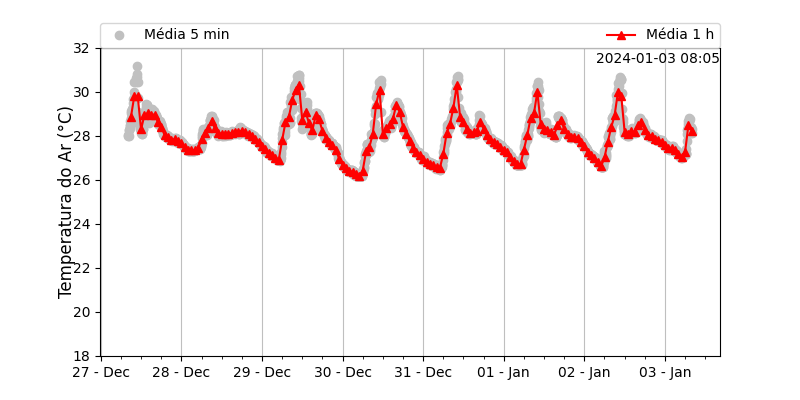 Média 5 min
Média 1 h
2024-01-03 08:05
Temperatura do Ar (°C)
32
30
28
26
24
22
20
18
27 - Dec
28 - Dec
29 - Dec
30 - Dec
31 - Dec
01 - Jan
02 - Jan
03 - Jan